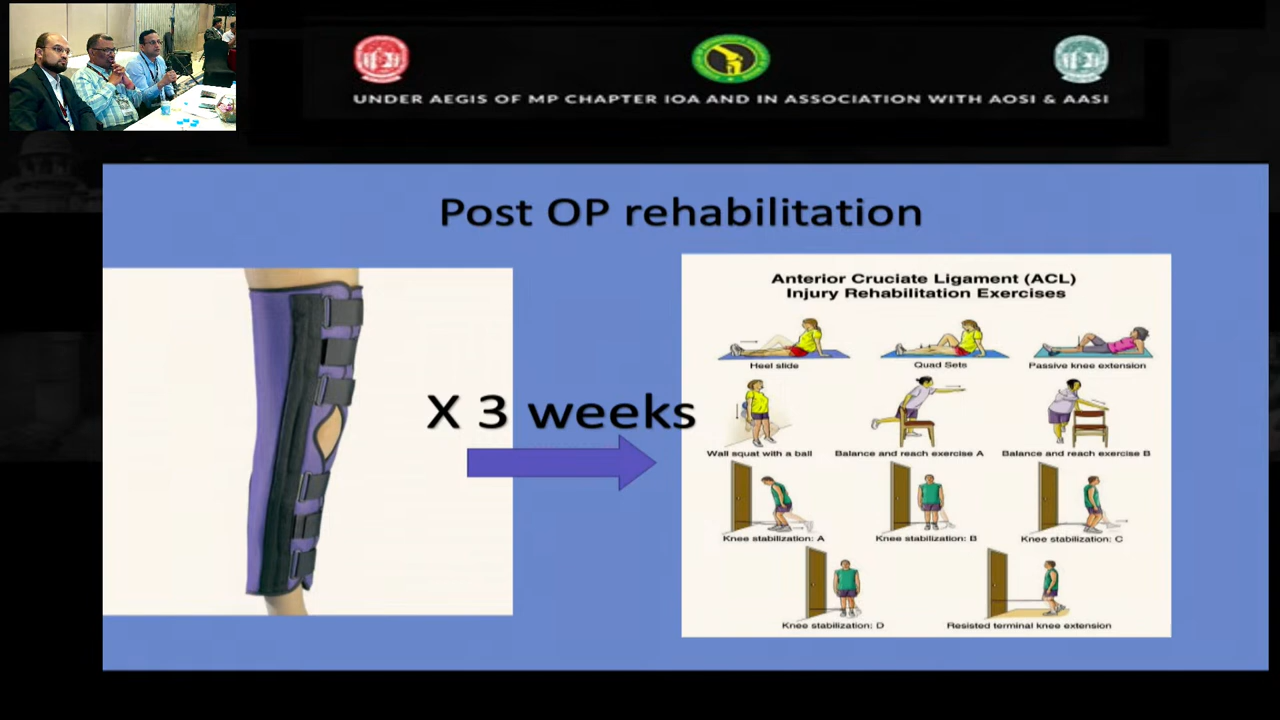 UNDER AEGIS OF MP CHAPTER IOA AND IN ASSOCIATION WITH AOSI & AASI
Post OP rehabilitation
X 3 weeks
Anterior Cruciate Ligament (ACL)
Injury Rehabilitation Exercises
Heel slide
Quad Sets
Passive knee extension
Wall squat with a ball
Balance and reach exercise A
Balance and reach exercise B
Knee stabilization: A
Knee stabilization: B
Knee stabilization: C
Knee stabilization: D
Resisted terminal knee extension